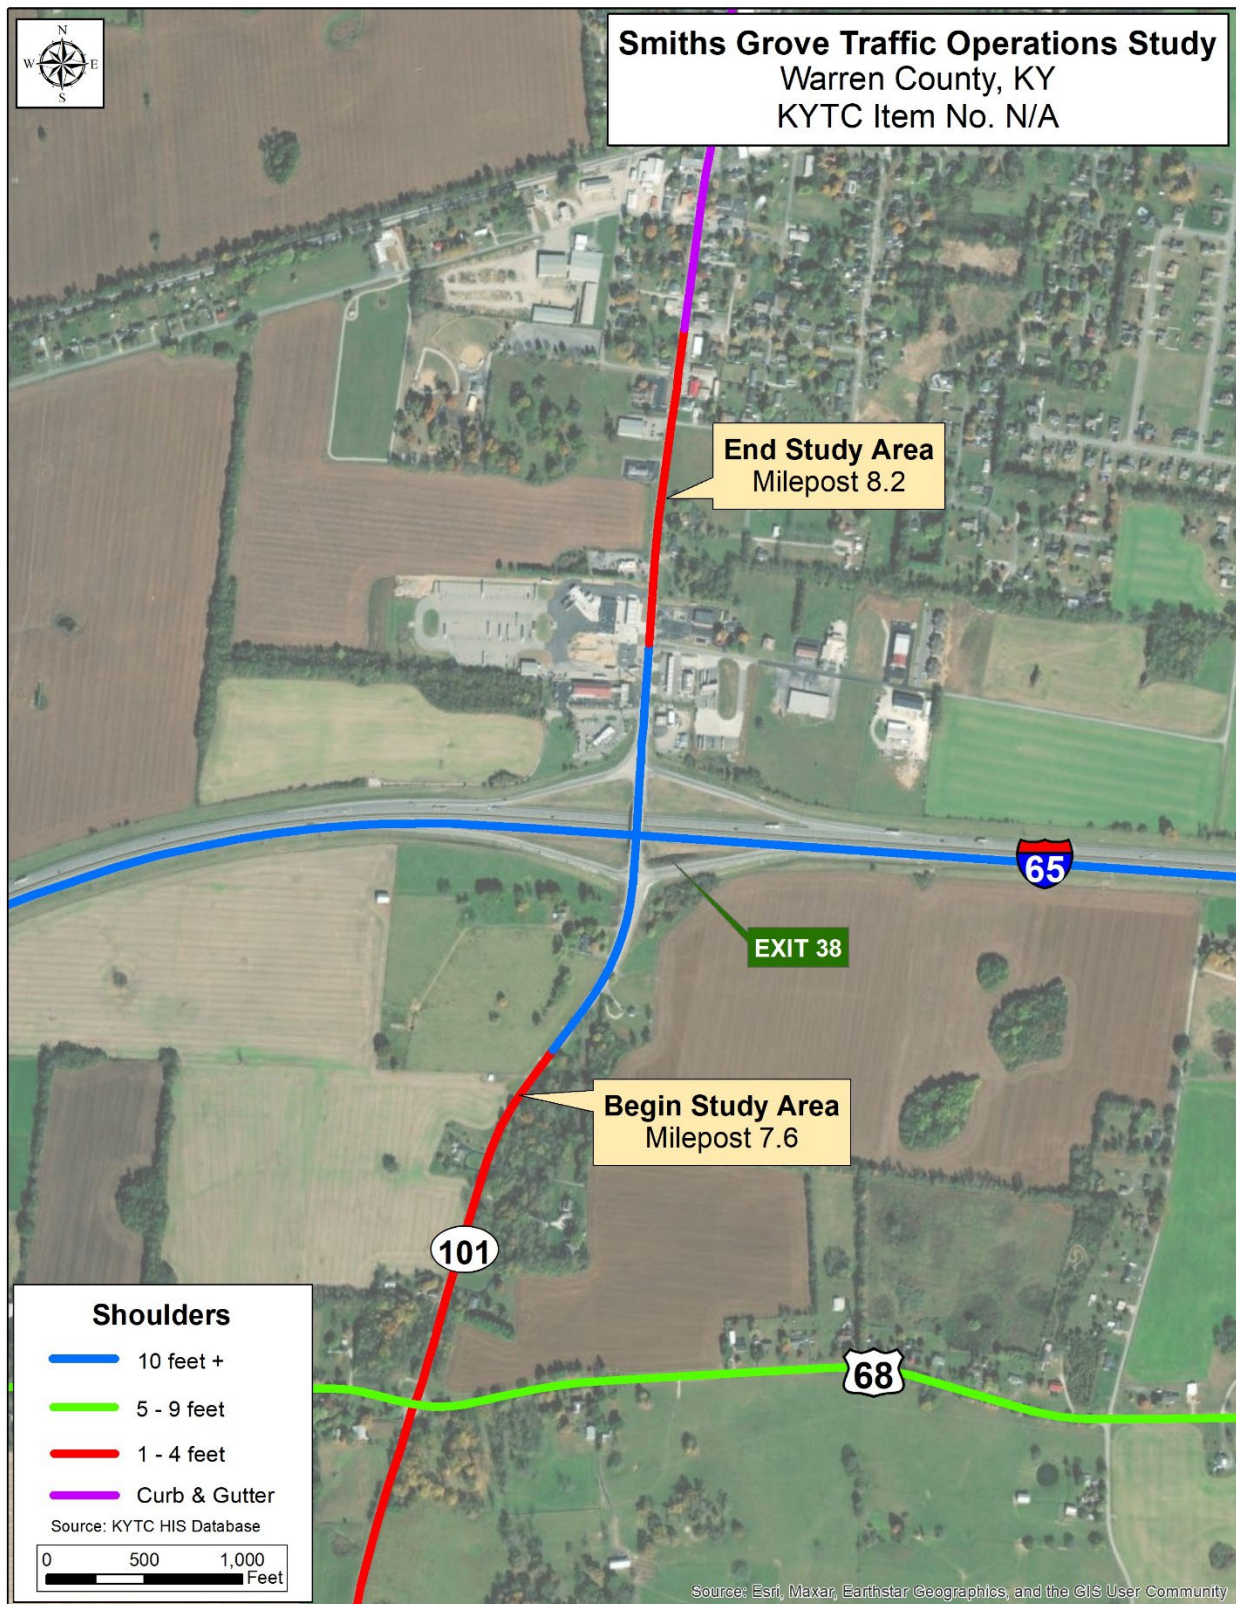 N
W
E
S
Smiths Grove Traffic Operations Study
Warren County, KY
KYTC Item No. N/A
End Study Area
Milepost 8.2
65
EXIT 38
Begin Study Area
Milepost 7.6
101
68
Shoulders
10 feet +
5 - 9 feet
1 - 4 feet
Curb & Gutter
Source: KYTC HIS Database
0 500 1,000
Feet
Source: Esri, Maxar, Earthstar Geographics, and the GIS User Community